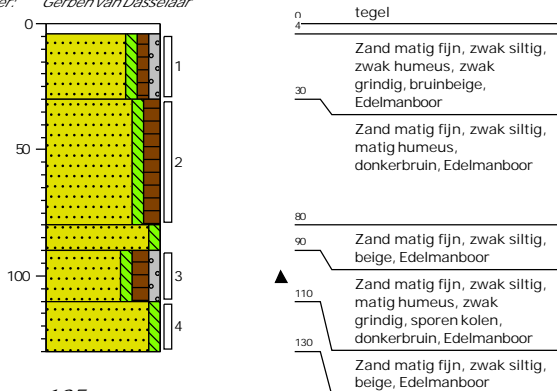 Gerben van Dasselaar
0
50
100
1
2
3
4
0
tegel
4
Zand matig fijn, zwak siltig,
zwak humeus, zwak
grindig, bruinbeige,
Edelmanboor
30
Zand matig fijn, zwak siltig,
matig humeus,
donkerbruin, Edelmanboor
80
Zand matig fijn, zwak siltig,
beige, Edelmanboor
90
Zand matig fijn, zwak siltig,
matig humeus, zwak
grindig, sporen kolen,
donkerbruin, Edelmanboor
110
Zand matig fijn, zwak siltig,
beige, Edelmanboor
130